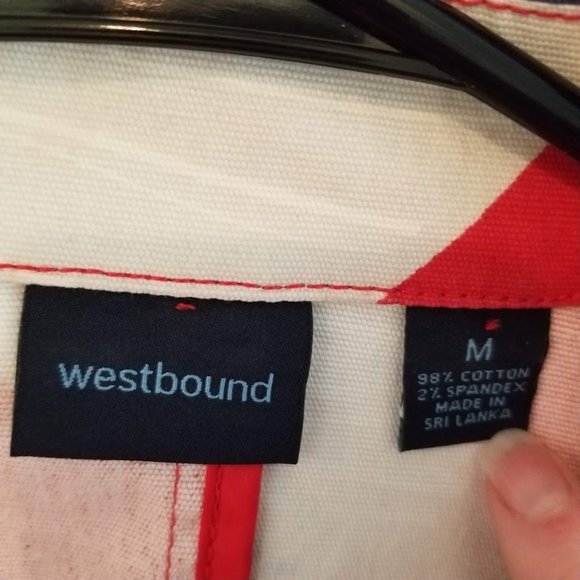 westbound
M
98% COTTON
2% SPANDEX
MADE IN
SRI LANKA